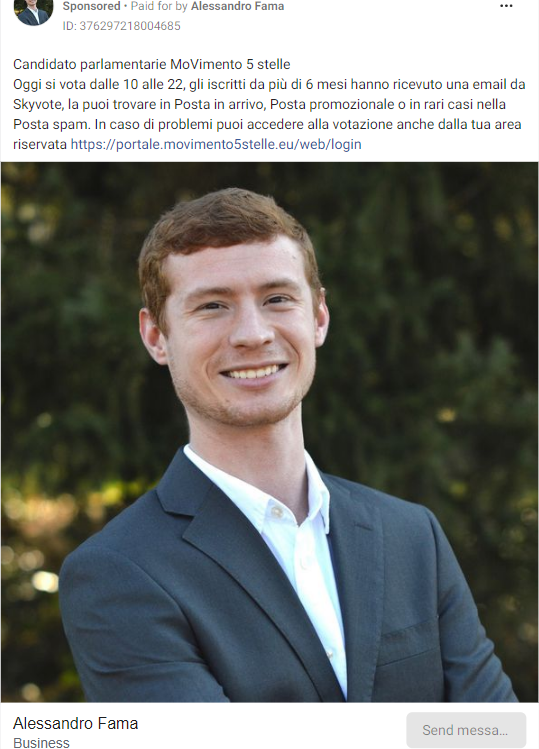 Sponsored • Paid for by Alessandro Fama
ID: 376297218004685
Candidato parlamentarie MoVimento 5 stelle
Oggi si vota dalle 10 alle 22, gli iscritti da più di 6 mesi hanno ricevuto una email da
Skyvote, la puoi trovare in Posta in arrivo, Posta promozionale o in rari casi nella
Posta spam. In caso di problemi puoi accedere alla votazione anche dalla tua area
riservata https://portale.movimento5stelle.eu/web/login
Alessandro Fama
Business
Send messa...